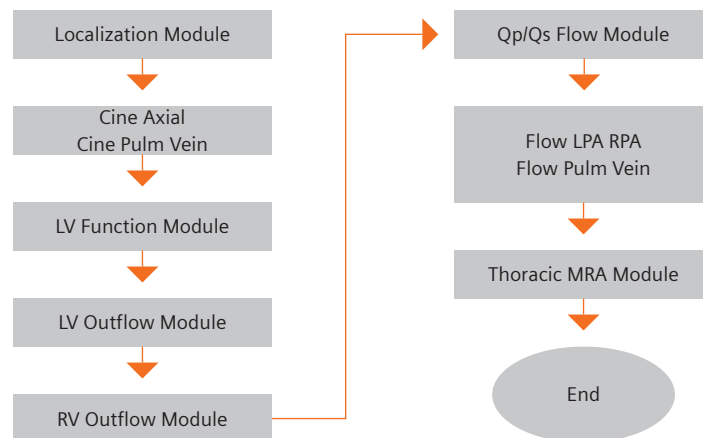 Localization Module
Cine Axial
Cine Pulm Vein
LV Function Module
LV Outflow Module
RV Outflow Module
Qp/Qs Flow Module
Flow LPA RPA
Flow Pulm Vein
Thoracic MRA Module
End